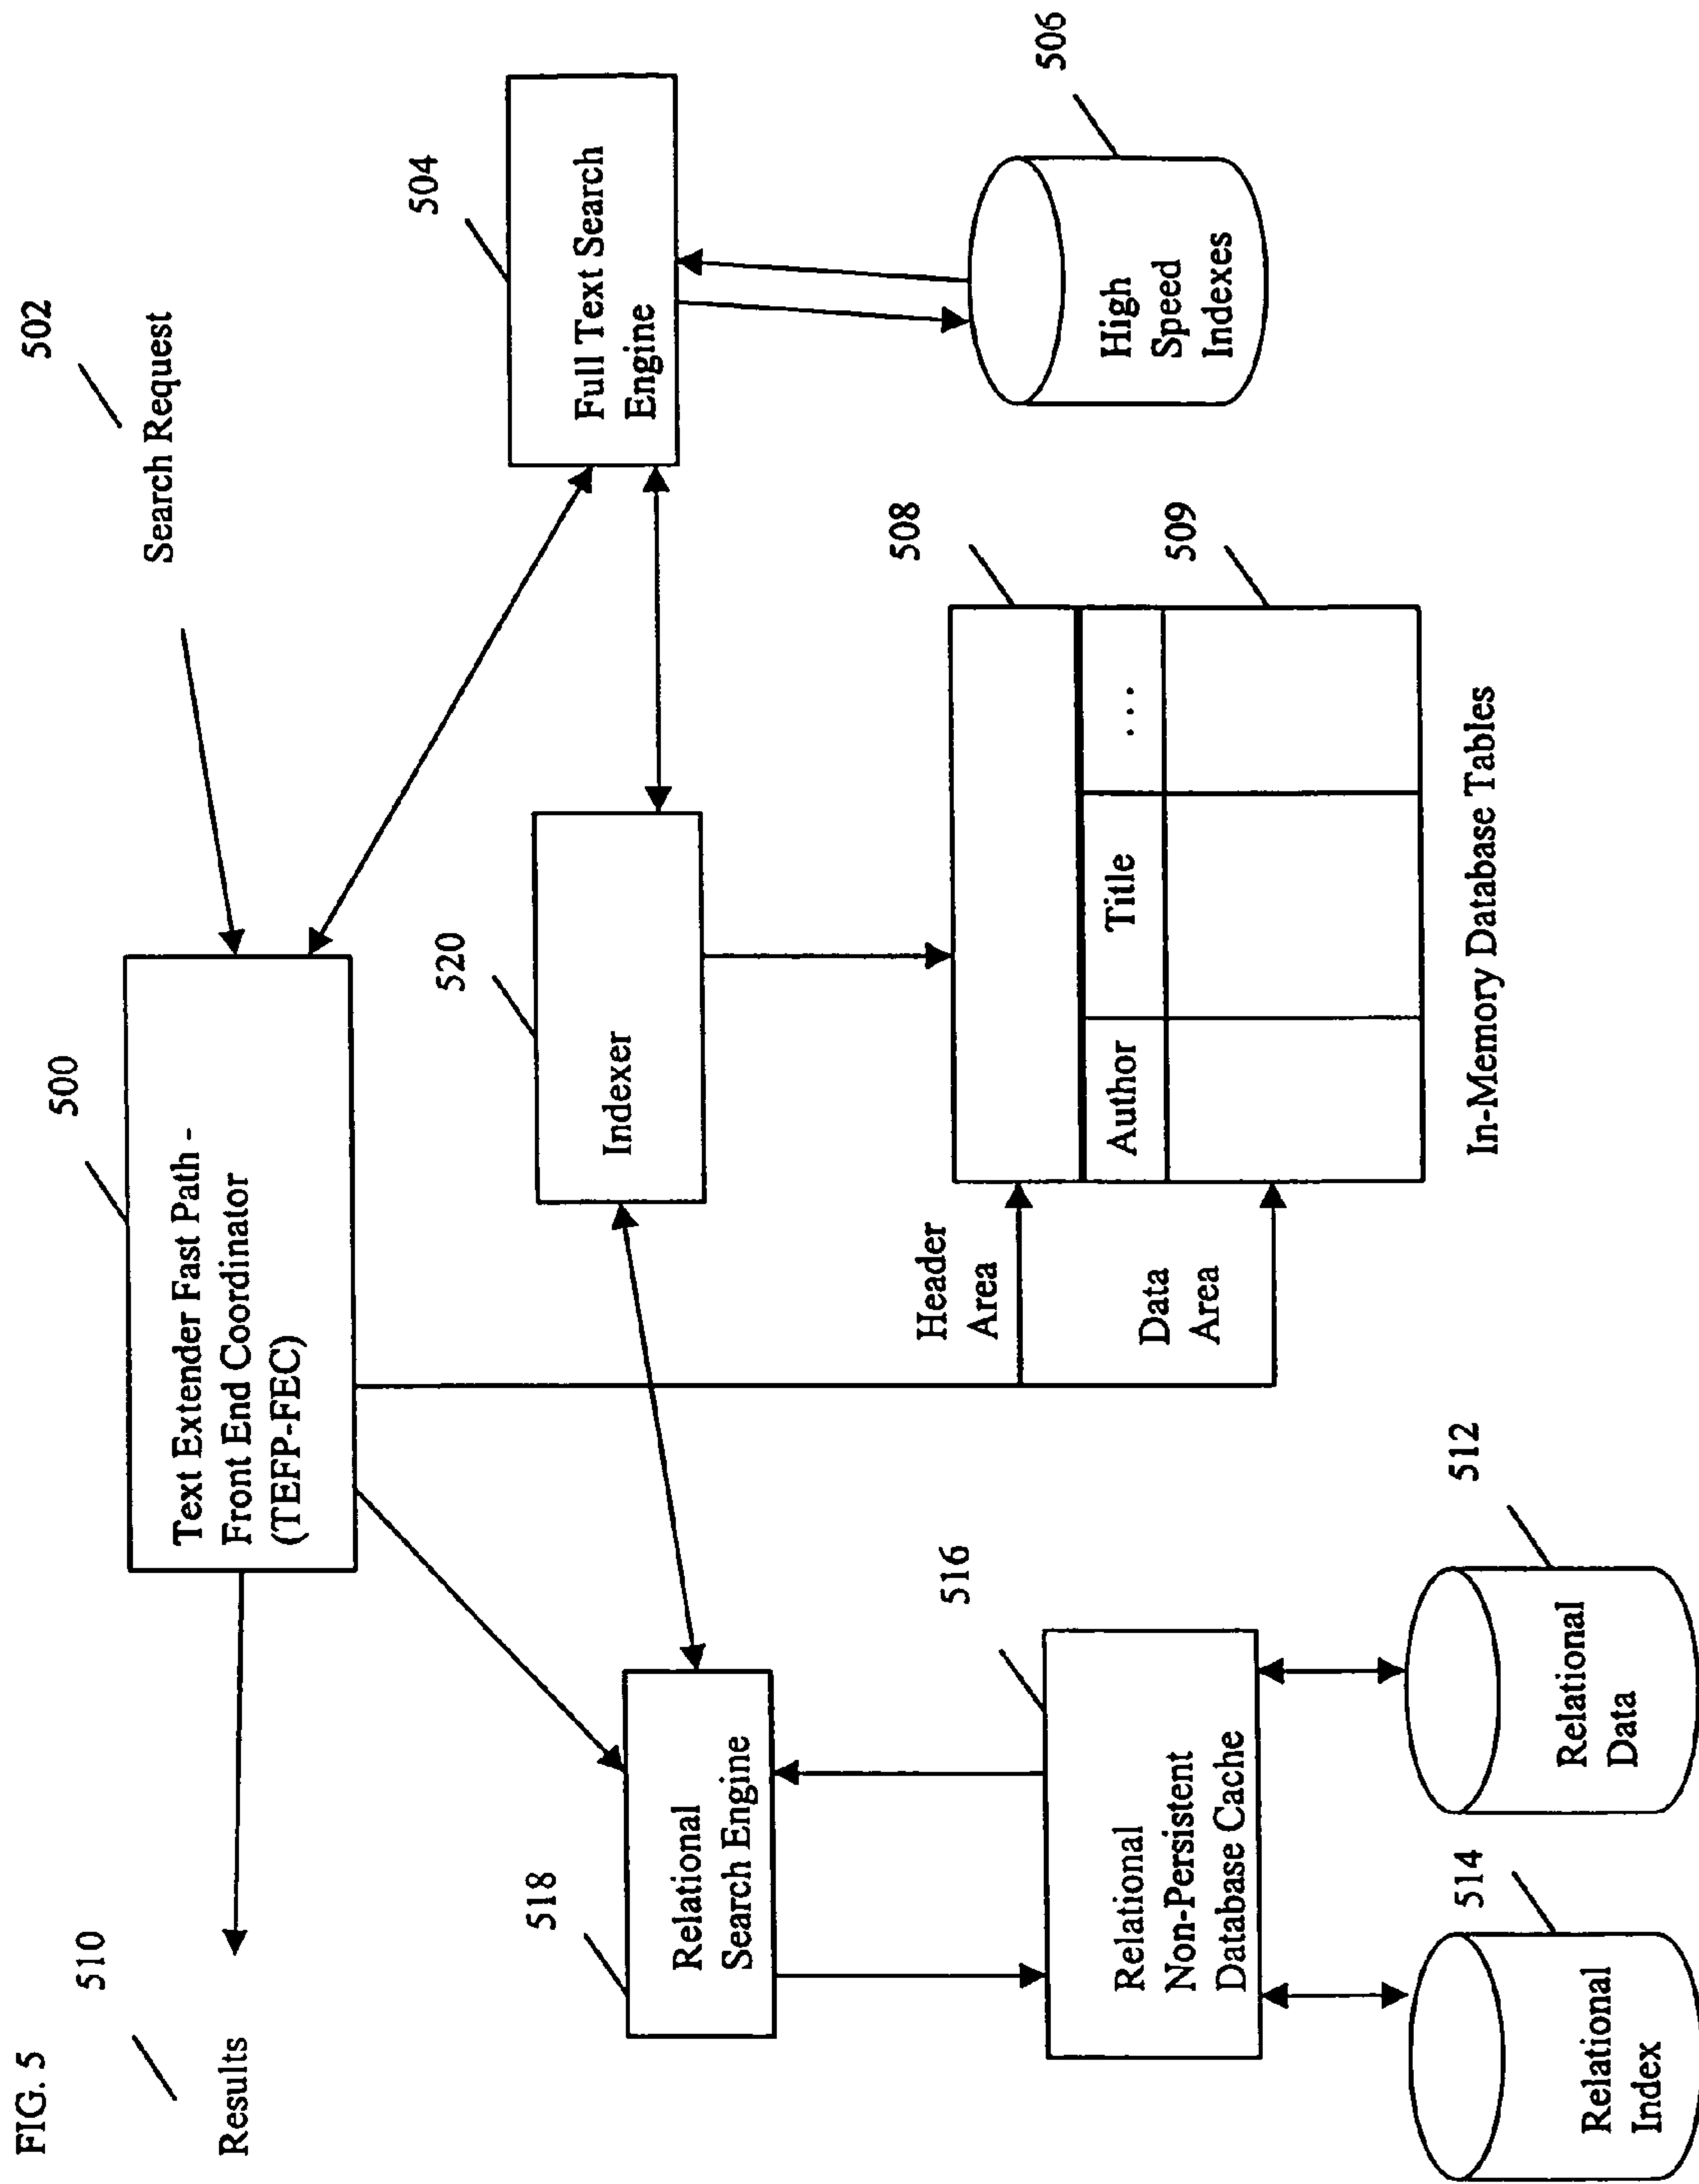 FIG. 5
510
Results
500
Text Extender Fast Path -
Front End Coordinator
(TEFP-FEC)
502
Search Request
504
Full Text Search
Engine
520
Indexer
518
Relational
Search Engine
506
High
Speed
Indexes
508
Header
Area
Author
Title
. . .
509
Data
Area
In-Memory Database Tables
516
Relational
Non-Persistent
Database Cache
514
Relational
Index
512
Relational
Data